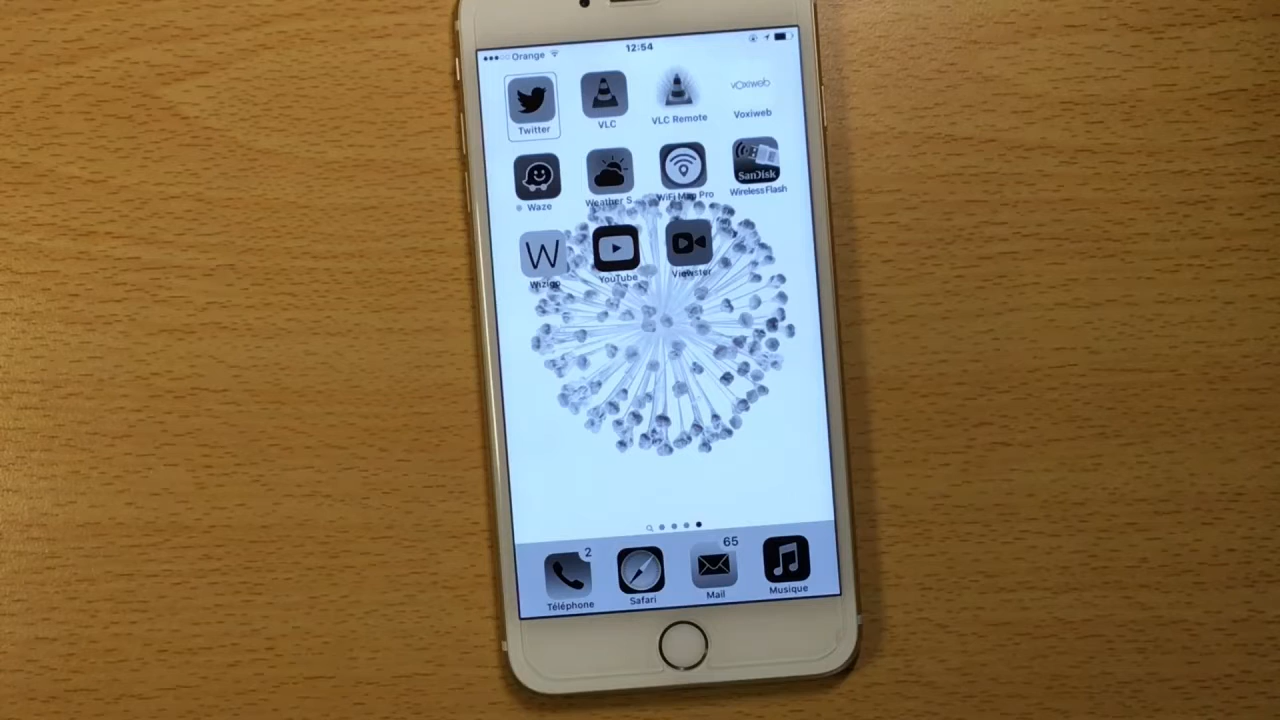 Orange 12:54
Twitter VLC VLC Remote Voxiweb
voxiweb
SanDisk
Waze Weather S WiFi Map Pro Wireless Flash
W
Wizigo YouTube Viewster
2 65
Téléphone Safari Mail Musique